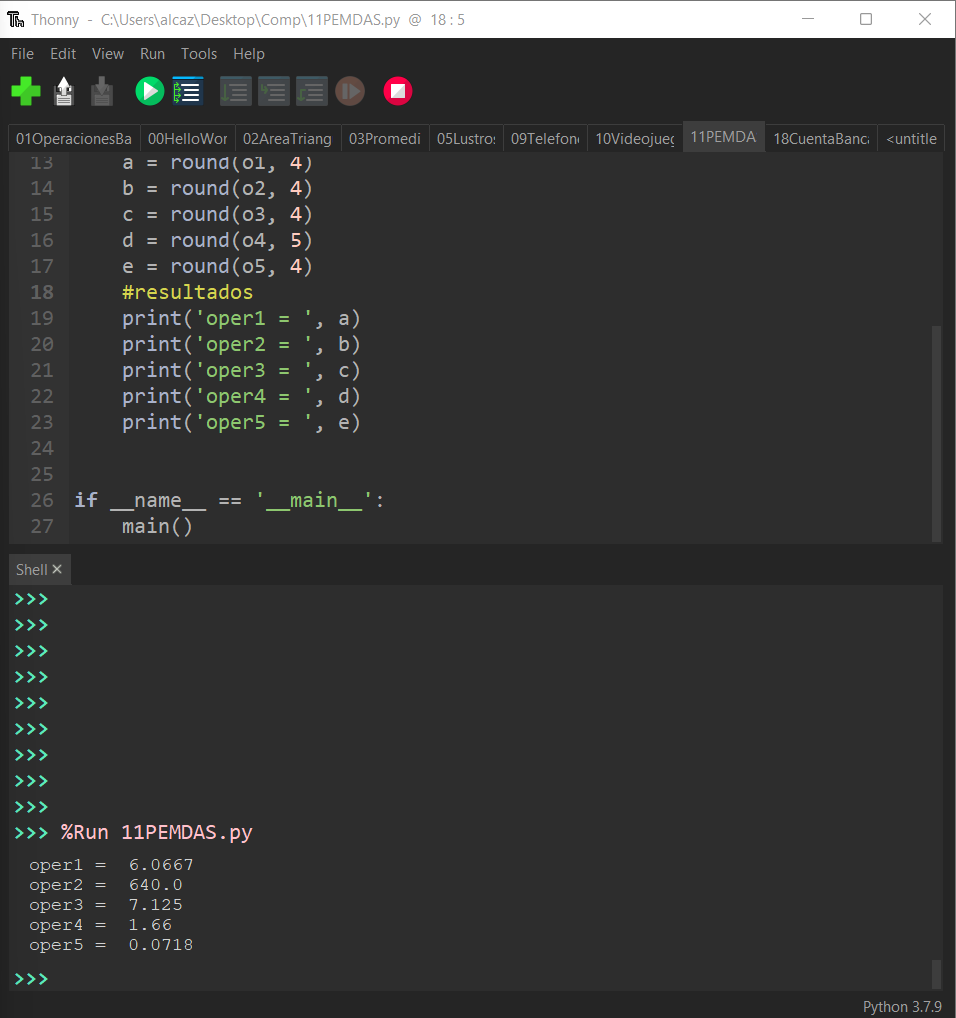 Thonny - C:\Users\alcaz\Desktop\Comp\11PEMDAS.py @ 18 : 5
File Edit View Run Tools Help
01OperacionesBa 00HelloWor 02AreaTriang 03Promedi 05Lustro: 09Telefon 10Videojueg 11PEMDA 18CuentaBanca <untitle
13 a = round(o1, 4)
14 b = round(o2, 4)
15 c = round(o3, 4)
16 d = round(o4, 5)
17 e = round(o5, 4)
18 #resultados
19 print('oper1 = ', a)
20 print('oper2 = ', b)
21 print('oper3 = ', c)
22 print('oper4 = ', d)
23 print('oper5 = ', e)
24
25
26 if __name__ == '__main__':
27 main()
Shell ×
>>>
>>>
>>>
>>>
>>>
>>>
>>>
>>>
>>>
>>> %Run 11PEMDAS.py
oper1 =  6.0667
oper2 =  640.0
oper3 =  7.125
oper4 =  1.66
oper5 =  0.0718
>>>
Python 3.7.9